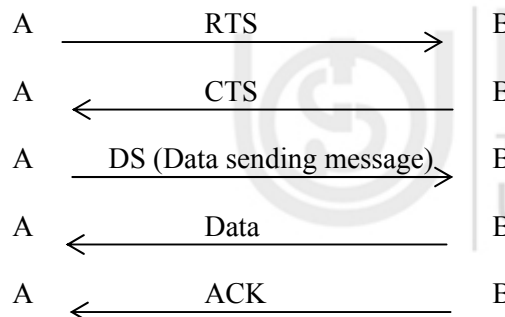 A RTS B
A CTS B
A DS (Data sending message) B
A Data B
A ACK B